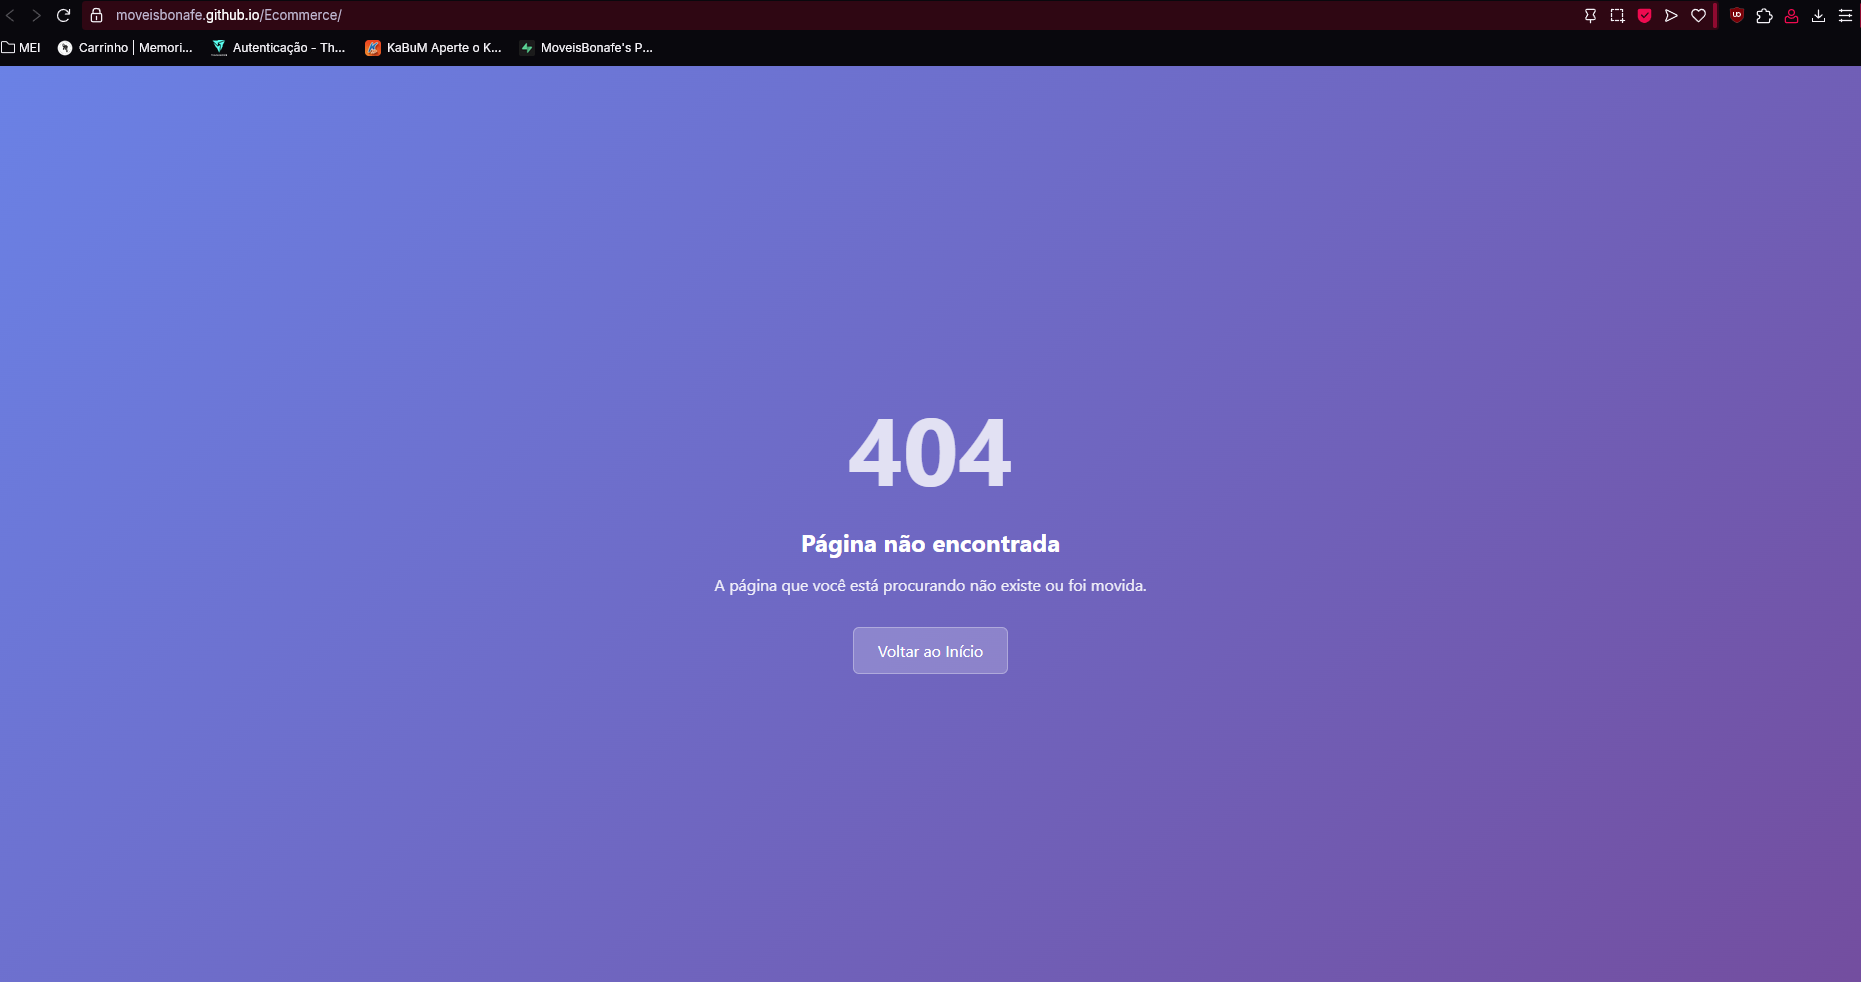 moveisbonafe.github.io/Ecommerce/
MEI
Carrinho | Memori...
Autenticação - Th...
KaBuM Aperte o K...
MoveisBonafe's P...
404
Página não encontrada
A página que você está procurando não existe ou foi movida.
Voltar ao Início